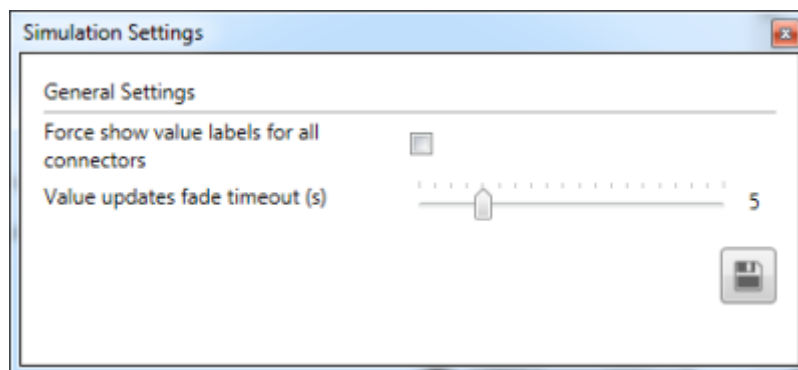 Simulation Settings
General Settings
Force show value labels for all
connectors
Value updates fade timeout (s)
5